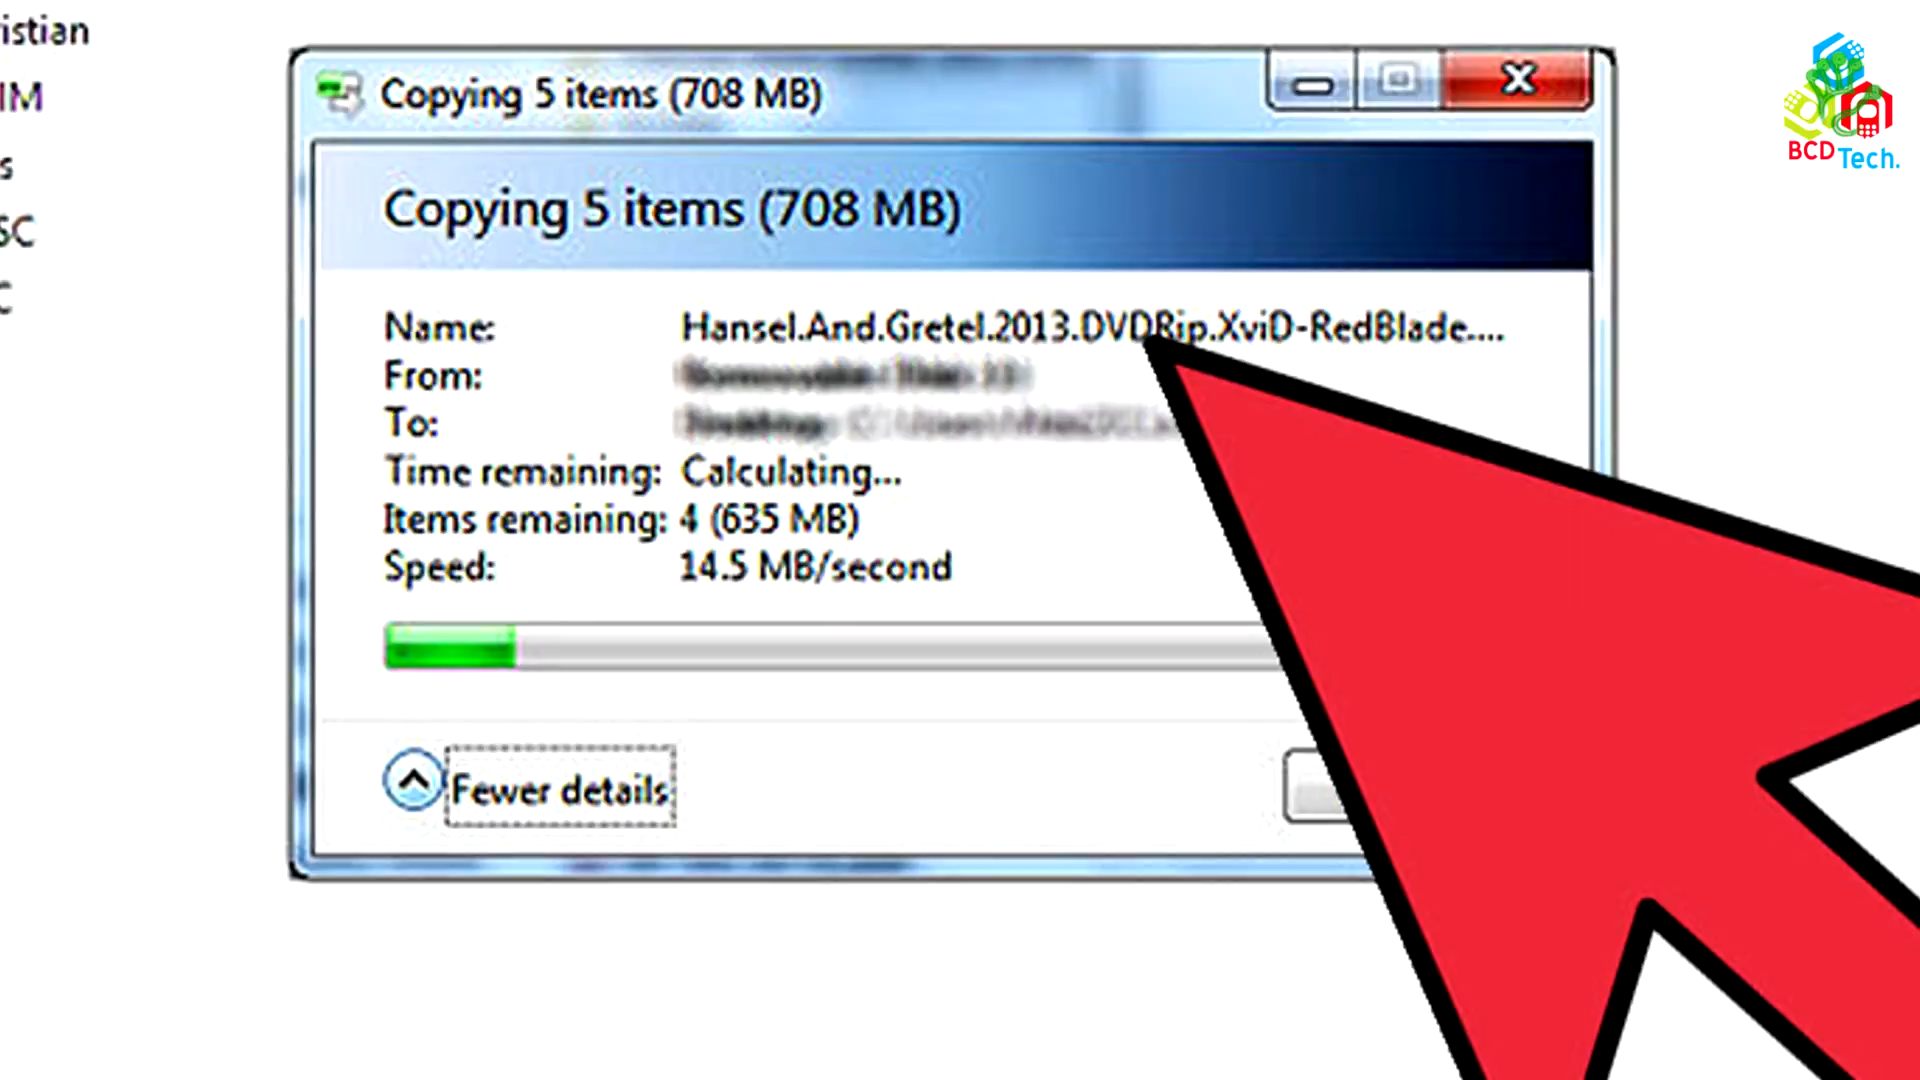 istian
IM
s
SC
C
Copying 5 items (708 MB)
Copying 5 items (708 MB)
Name: Hansel.And.Gretel.2013.DVDRip.XviD-RedBlade....
From:
To:
Time remaining: Calculating...
Items remaining: 4 (635 MB)
Speed: 14.5 MB/second
Fewer details
BCD Tech.